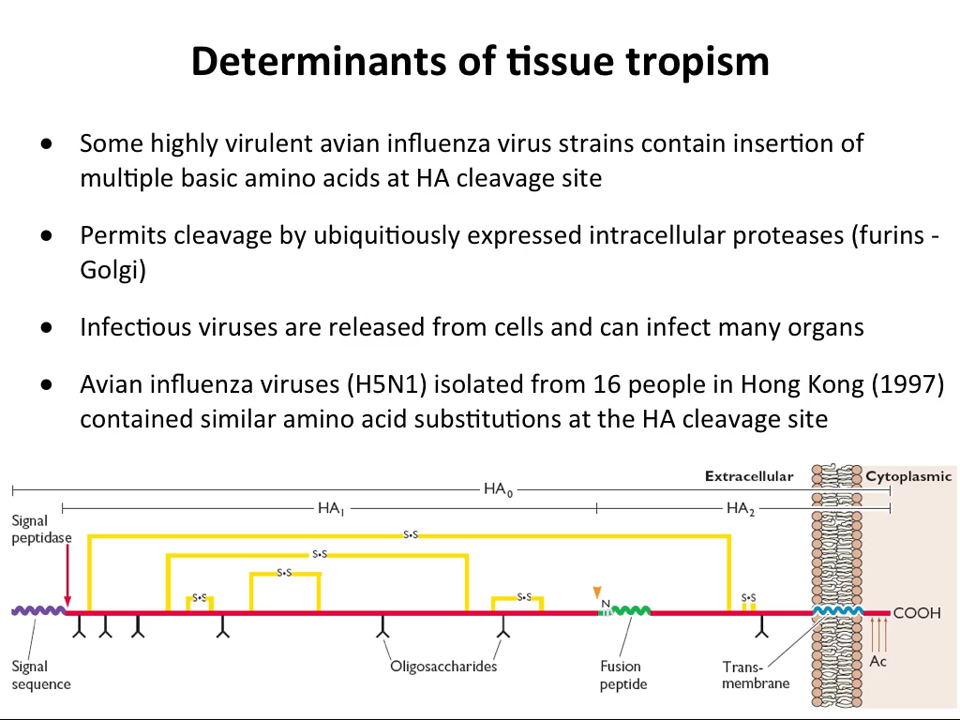 Determinants of tissue tropism
● Some highly virulent avian influenza virus strains contain insertion of
multiple basic amino acids at HA cleavage site
● Permits cleavage by ubiquitiously expressed intracellular proteases (furins -
Golgi)
● Infectious viruses are released from cells and can infect many organs
● Avian influenza viruses (H5N1) isolated from 16 people in Hong Kong (1997)
contained similar amino acid substitutions at the HA cleavage site
Extracellular
Cytoplasmic
HA0
HA1
HA2
Signal
peptidase
S•S
S•S
S•S
S•S
S•S
S•S
N
COOH
Signal
sequence
Oligosaccharides
Fusion
peptide
Trans-
membrane
Ac